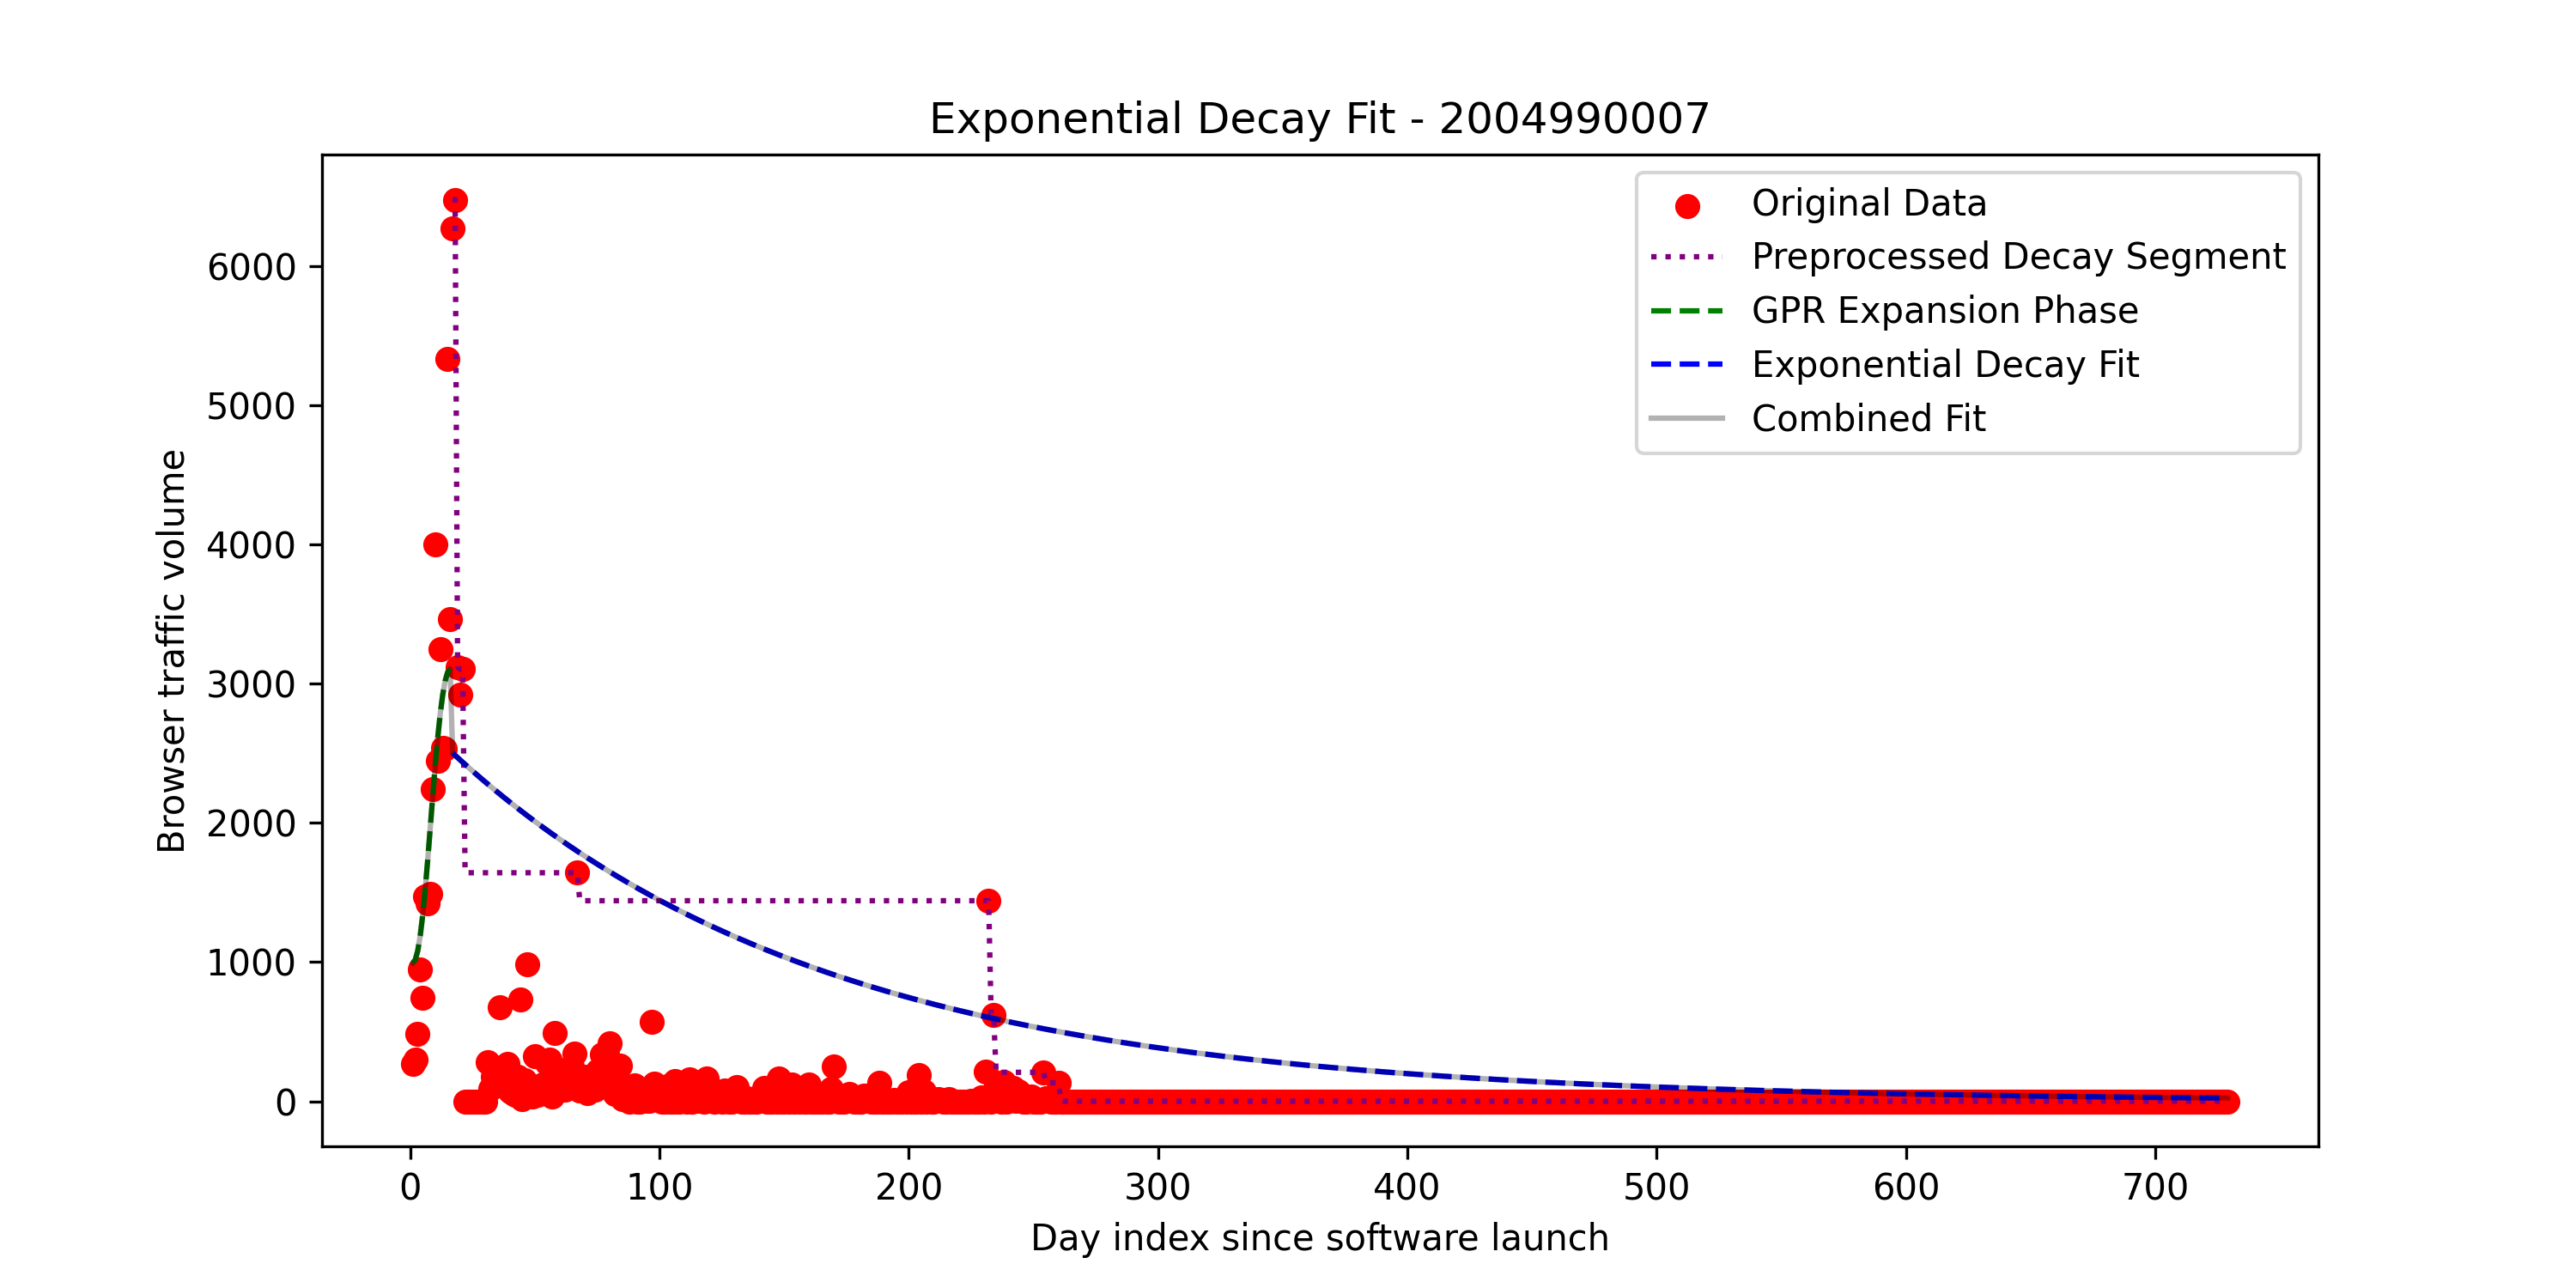 Exponential Decay Fit - 2004990007
Original Data
Preprocessed Decay Segment
GPR Expansion Phase
Exponential Decay Fit
Combined Fit
Browser traffic volume
6000
5000
4000
3000
2000
1000
0
0 100 200 300 400 500 600 700
Day index since software launch